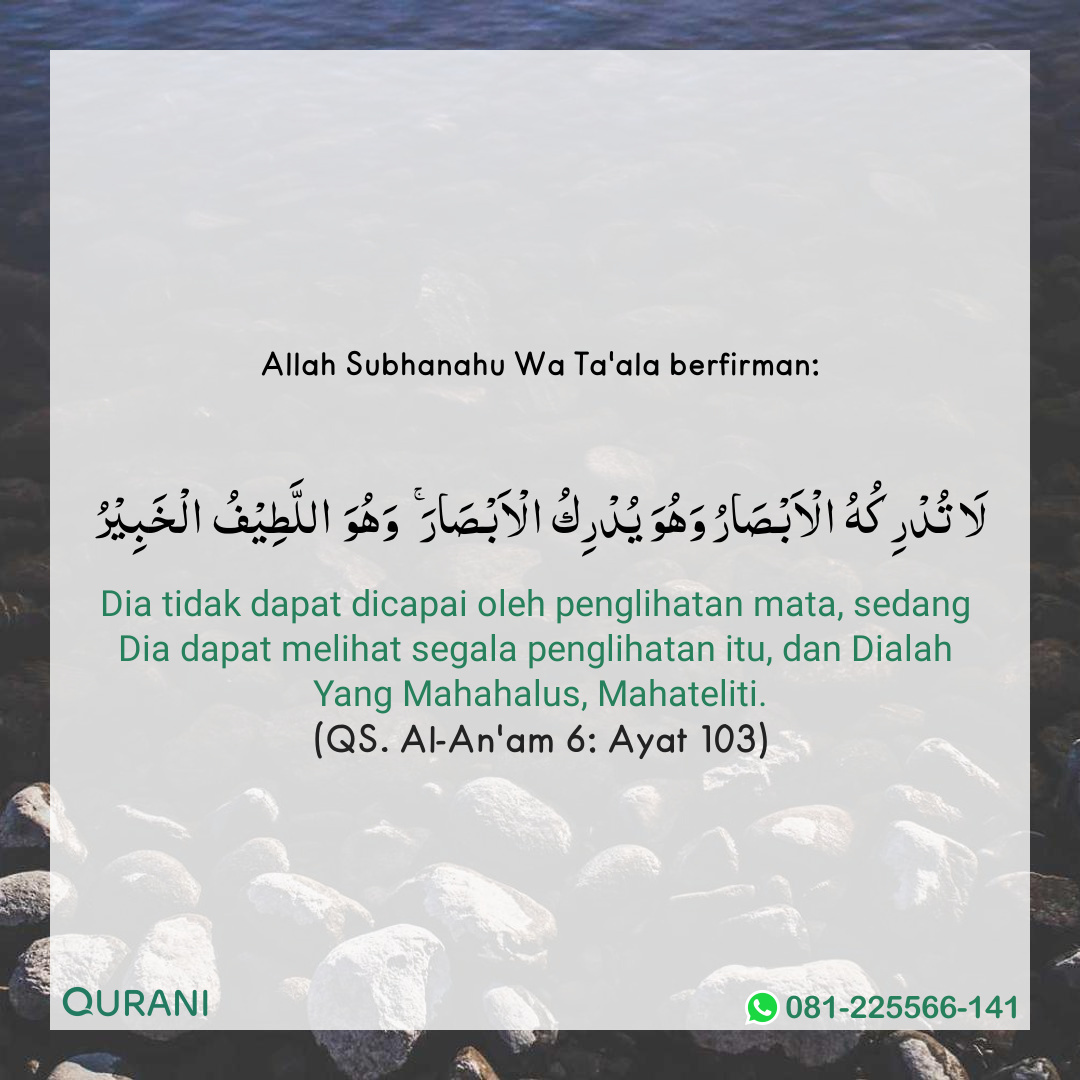 Allah Subhanahu Wa Ta'ala berfirman:
لَا تُدْرِكُهُ الْاَبْصَارُ وَهُوَ يُدْرِكُ الْاَبْصَارَ ۚ وَهُوَ اللَّطِيْفُ الْخَبِيْرُ
Dia tidak dapat dicapai oleh penglihatan mata, sedang
Dia dapat melihat segala penglihatan itu, dan Dialah
Yang Mahahalus, Mahateliti.
(QS. Al-An'am 6: Ayat 103)
QURANI
081-225566-141